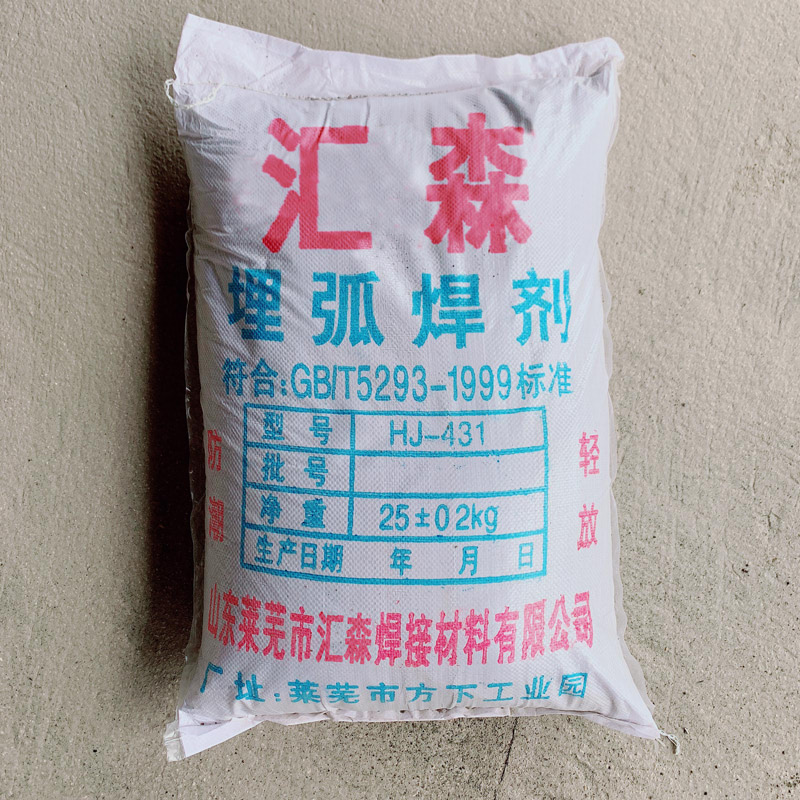 汇森
埋弧焊剂
符合:GB/T5293-1999标准
型号 HJ-431
批号
净重 25±02kg
生产日期 年 月 日
防潮
轻放
山东莱芜市汇森焊接材料有限公司
厂址:莱芜市方下工业园